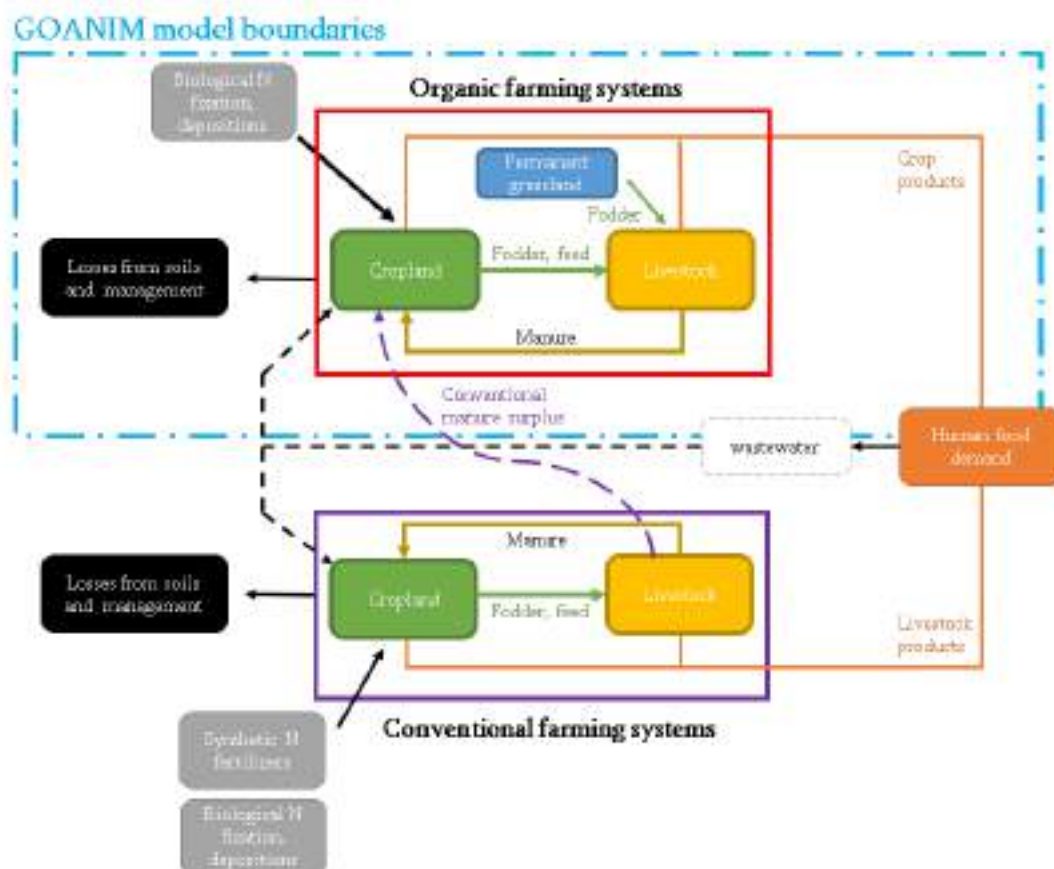 GOANIM model boundaries
Biological N
fixation,
depositions
Organic farming systems
Permanant
grassland
Crop
products
Fodder
Losses from soils
and management
Cropland
Fodder, feed
Livestock
Manure
Conventional
manure surplus
wastewater
Human food
demand
Manure
Losses from soils
and management
Cropland
Fodder, feed
Livestock
Livestock
products
Conventional farming systems
Synthetic N
fertilizers
Biological N
fixation,
depositions